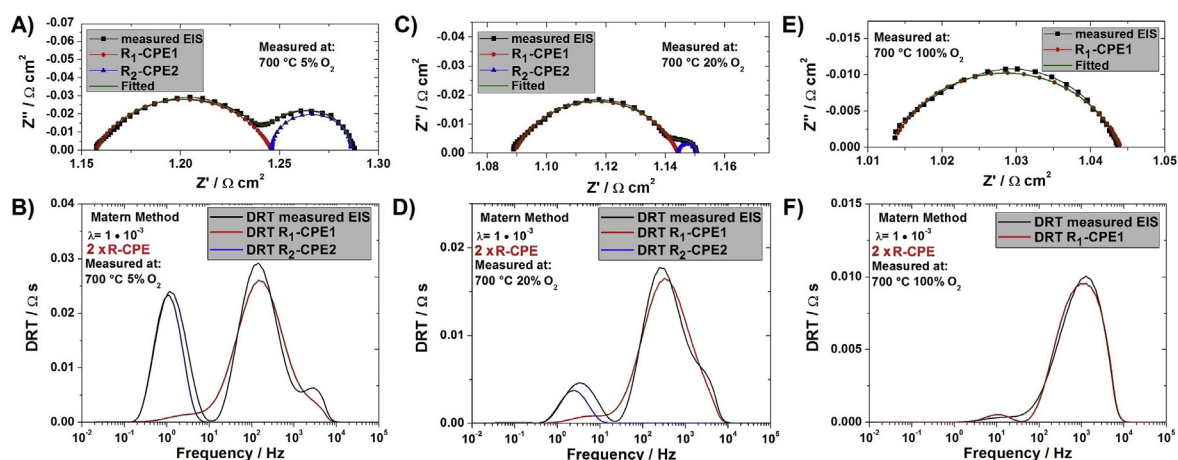 A)
-0.07
-0.06
-0.05
-0.04
-0.03
-0.02
-0.01
0.00
Z'' / Ω cm²
measured EIS
R₁-CPE1
R₂-CPE2
Fitted
Measured at:
700 °C 5% O₂
1.15
1.20
1.25
1.30
Z' / Ω cm²
C)
-0.07
-0.06
-0.05
-0.04
-0.03
-0.02
-0.01
0.00
Z'' / Ω cm²
measured EIS
R₁-CPE1
R₂-CPE2
Fitted
Measured at:
700 °C 20% O₂
1.08
1.10
1.12
1.14
1.16
Z' / Ω cm²
E)
-0.015
-0.010
-0.005
0.000
Z'' / Ω cm²
Measured at:
700 °C 100% O₂
measured EIS
R₁-CPE1
Fitted
1.01
1.02
1.03
1.04
1.05
Z' / Ω cm²
B)
0.04
0.03
0.02
0.01
0.00
DRT / Ω s
Matern Method
λ= 1 • 10⁻³
2 xR-CPE
Measured at:
700 °C 5% O₂
DRT measured EIS
DRT R₁-CPE1
DRT R₂-CPE2
10⁻² 10⁻¹ 10⁰ 10¹ 10² 10³ 10⁴ 10⁵
Frequency / Hz
D)
0.02
0.01
0.00
DRT / Ω s
Matern Method
λ= 1 • 10⁻³
2 xR-CPE
Measured at:
700 °C 20% O₂
DRT measured EIS
DRT R₁-CPE1
DRT R₂-CPE2
10⁻² 10⁻¹ 10⁰ 10¹ 10² 10³ 10⁴ 10⁵
Frequency / Hz
F)
0.015
0.010
0.005
0.000
DRT / Ω s
Matern Method
λ= 1 • 10⁻³
2 xR-CPE
Measured at:
700 °C 100% O₂
DRT measured EIS
DRT R₁-CPE1
10⁻² 10⁻¹ 10⁰ 10¹ 10² 10³ 10⁴ 10⁵
Frequency / Hz